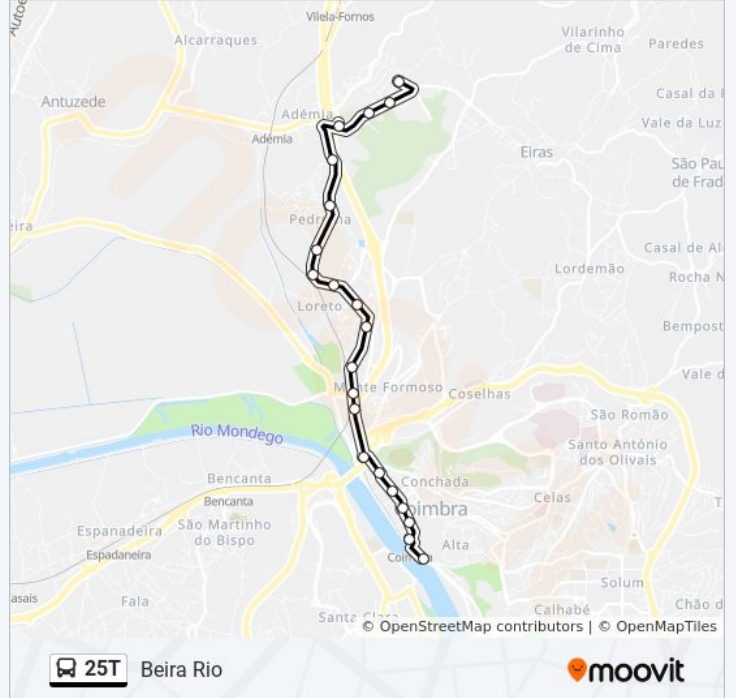 Autoe
Vilela-Fornos
Alcarraques
Vilarinho
de Cima
Paredes
Antuzede
Casal da
Adémia
Vale da Luz
Adémia
Eiras
São Pau
de Frad
eira
Casal de Al
Lordemão
Rocha N
Loreto
Bempost
Vale d
Monte Formoso
Coselhas
São Romão
Rio Mondego
Santo António
dos Olivais
Bencanta
Conchada
Bencanta
Celas
Coimbra
Espanadeira
São Martinho
do Bispo
Espadaneira
Alta
Solum
asais
Fala
Santa Clara
Calhabé
Chão d
© OpenStreetMap contributors | © OpenMapTiles
25T
Beira Rio
moovit